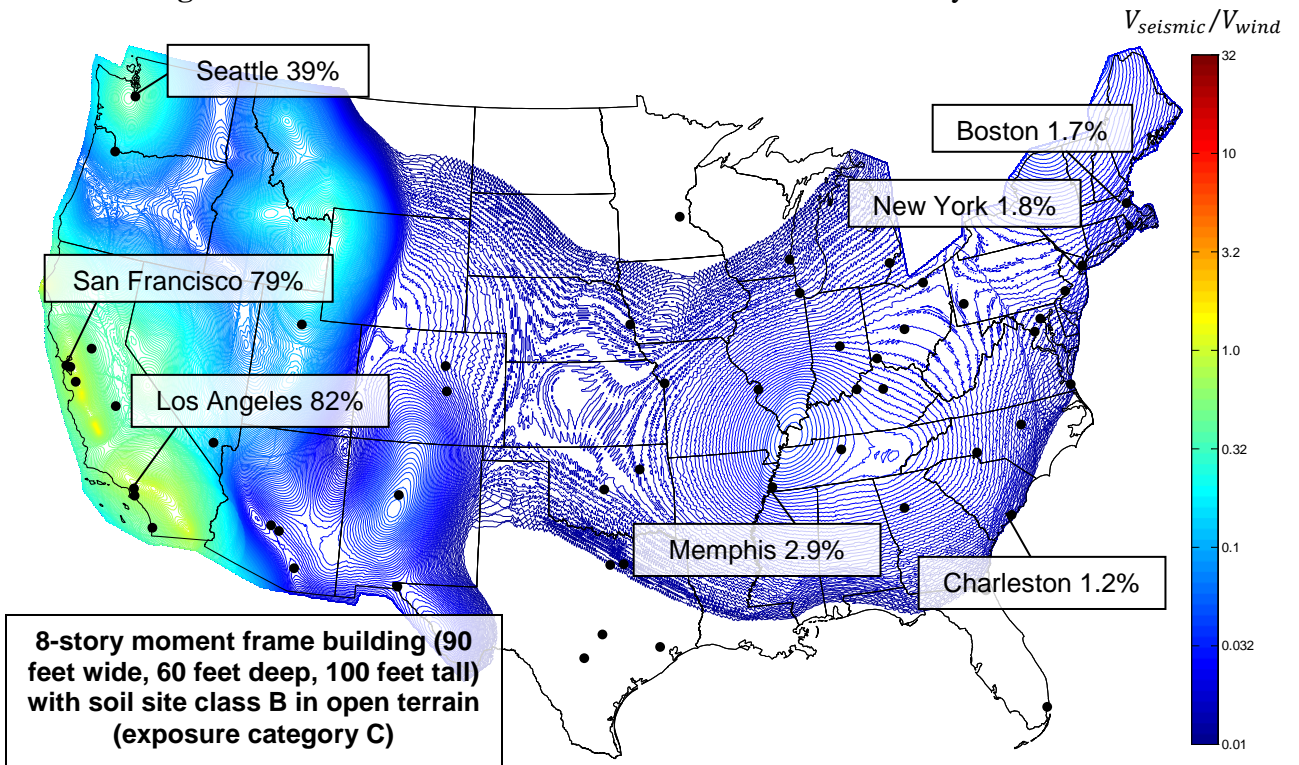 V_seismic/V_wind
Seattle 39%
32
Boston 1.7%
10
New York 1.8%
3.2
San Francisco 79%
1.0
Los Angeles 82%
0.32
Memphis 2.9%
0.1
Charleston 1.2%
0.032
0.01
8-story moment frame building (90
feet wide, 60 feet deep, 100 feet tall)
with soil site class B in open terrain
(exposure category C)